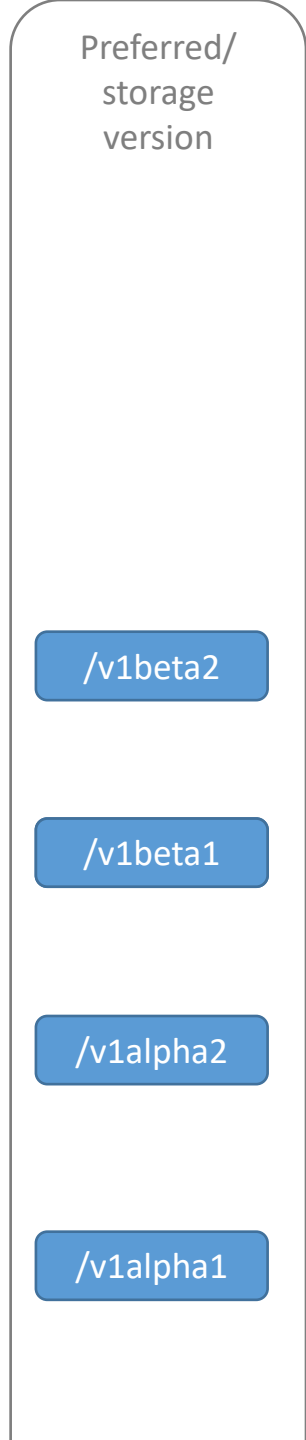 Preferred/
storage
version
/v1beta2
/v1beta1
/v1alpha2
/v1alpha1